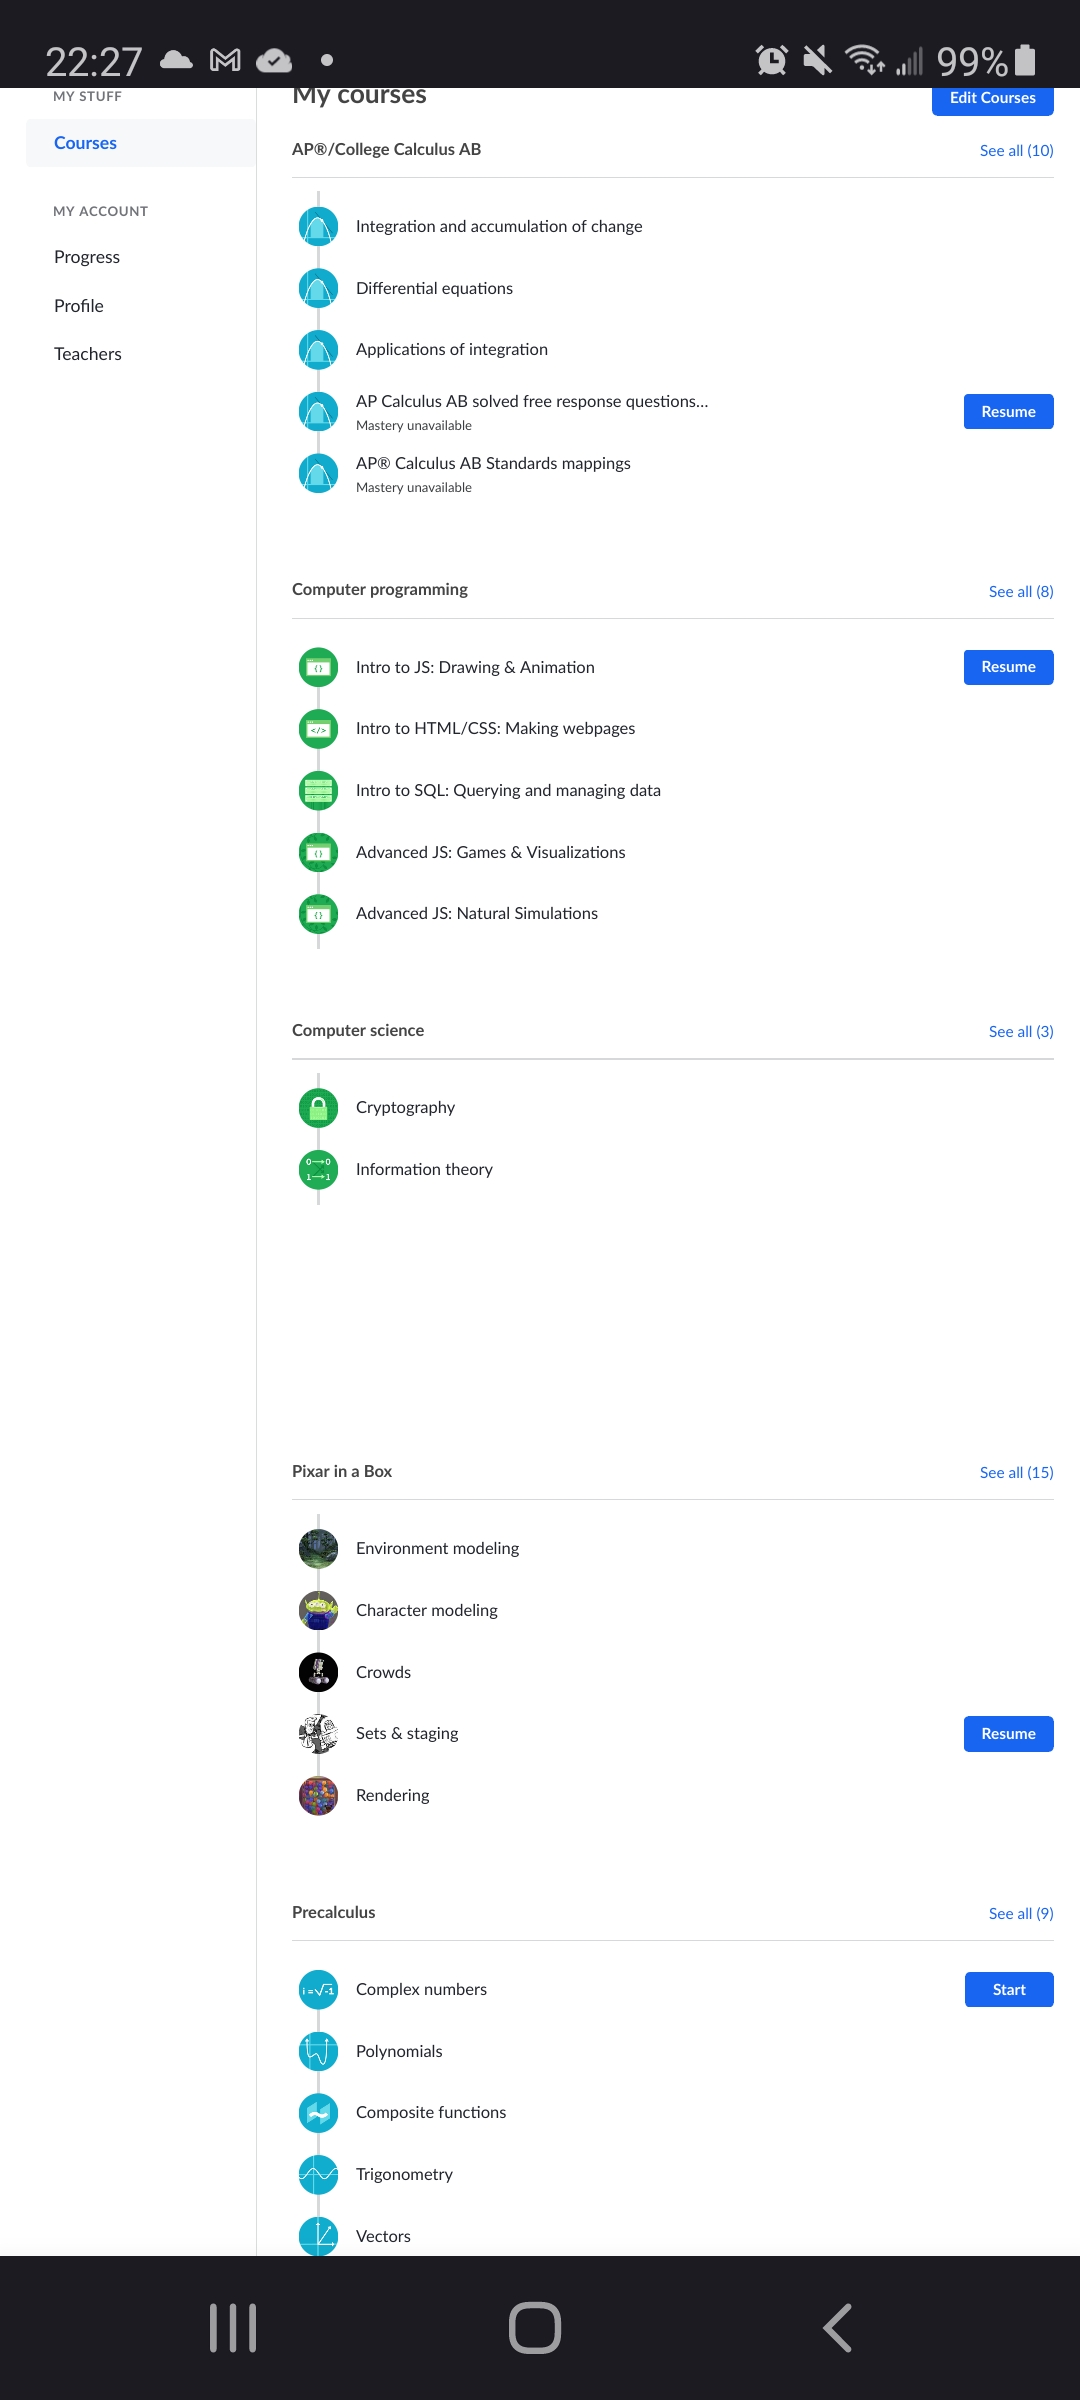 22:27
99%
MY STUFF
Courses
MY ACCOUNT
Progress
Profile
Teachers
My courses
Edit Courses
AP®/College Calculus AB
See all (10)
Integration and accumulation of change
Differential equations
Applications of integration
AP Calculus AB solved free response questions...
Mastery unavailable
Resume
AP® Calculus AB Standards mappings
Mastery unavailable
Computer programming
See all (8)
Intro to JS: Drawing & Animation
Resume
Intro to HTML/CSS: Making webpages
Intro to SQL: Querying and managing data
Advanced JS: Games & Visualizations
Advanced JS: Natural Simulations
Computer science
See all (3)
Cryptography
0→0
1→1
Information theory
Pixar in a Box
See all (15)
Environment modeling
Character modeling
Crowds
Sets & staging
Resume
Rendering
Precalculus
See all (9)
i=√-1
Complex numbers
Start
Polynomials
Composite functions
Trigonometry
Vectors